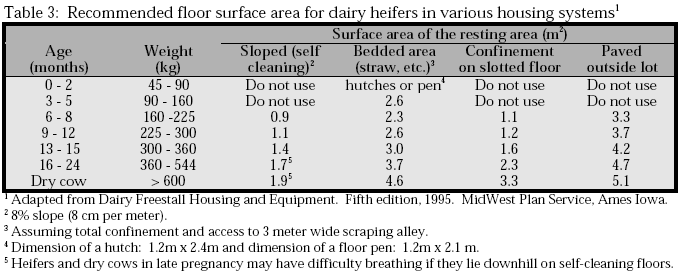 Table 3: Recommended floor surface area for dairy heifers in various housing systems¹
Surface area of the resting area (m²)
Age Weight Sloped (self Bedded area Confinement Paved
(months) (kg) cleaning)² (straw, etc.)³ on slotted floor outside lot
0 - 2 45 - 90 Do not use hutches or pen⁴ Do not use Do not use
3 - 5 90 - 160 Do not use 2.6 Do not use Do not use
6 - 8 160 -225 0.9 2.3 1.1 3.3
9 - 12 225 - 300 1.1 2.6 1.2 3.7
13 - 15 300 - 360 1.4 3.0 1.6 4.2
16 - 24 360 - 544 1.7⁵ 3.7 2.3 4.7
Dry cow > 600 1.9⁵ 4.6 3.3 5.1
¹ Adapted from Dairy Freestall Housing and Equipment. Fifth edition, 1995. MidWest Plan Service, Ames Iowa.
² 8% slope (8 cm per meter).
³ Assuming total confinement and access to 3 meter wide scraping alley.
⁴ Dimension of a hutch: 1.2m x 2.4m and dimension of a floor pen: 1.2m x 2.1 m.
⁵ Heifers and dry cows in late pregnancy may have difficulty breathing if they lie downhill on self-cleaning floors.